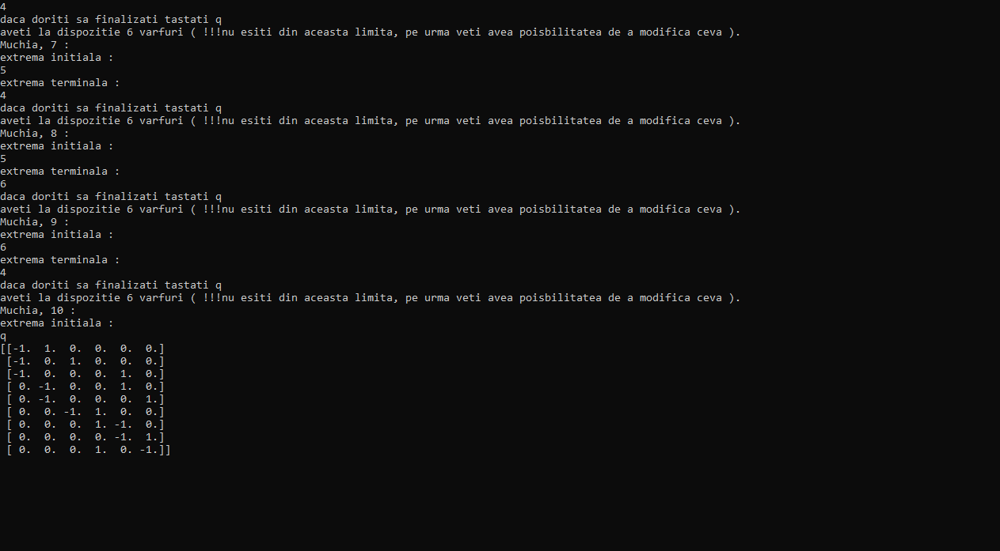 4
daca doriti sa finalizati tastati q
aveti la dispozitie 6 varfuri ( !!!nu esiti din aceasta limita, pe urma veti avea poisbilitatea de a modifica ceva ).
Muchia, 7 :
extrema initiala :
5
extrema terminala :
4
daca doriti sa finalizati tastati q
aveti la dispozitie 6 varfuri ( !!!nu esiti din aceasta limita, pe urma veti avea poisbilitatea de a modifica ceva ).
Muchia, 8 :
extrema initiala :
5
extrema terminala :
6
daca doriti sa finalizati tastati q
aveti la dispozitie 6 varfuri ( !!!nu esiti din aceasta limita, pe urma veti avea poisbilitatea de a modifica ceva ).
Muchia, 9 :
extrema initiala :
6
extrema terminala :
4
daca doriti sa finalizati tastati q
aveti la dispozitie 6 varfuri ( !!!nu esiti din aceasta limita, pe urma veti avea poisbilitatea de a modifica ceva ).
Muchia, 10 :
extrema initiala :
q
[[-1.  1.  0.  0.  0.  0.]
 [-1.  0.  1.  0.  0.  0.]
 [-1.  0.  0.  0.  1.  0.]
 [ 0. -1.  0.  0.  1.  0.]
 [ 0. -1.  0.  0.  0.  1.]
 [ 0.  0. -1.  1.  0.  0.]
 [ 0.  0.  0.  1. -1.  0.]
 [ 0.  0.  0.  0. -1.  1.]
 [ 0.  0.  0.  1.  0. -1.]]